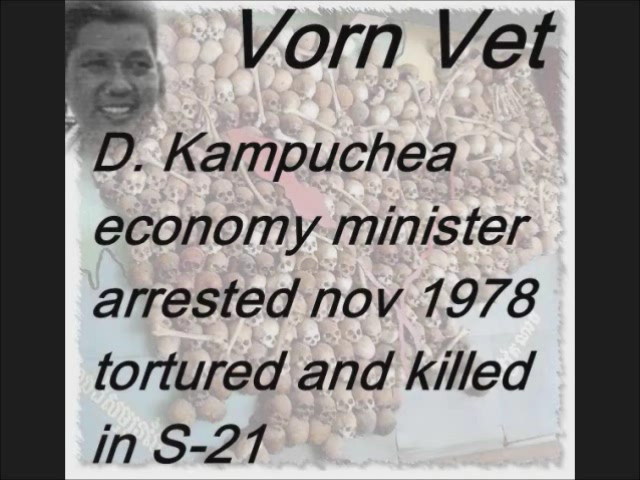 Vorn Vet
D. Kampuchea
economy minister
arrested nov 1978
tortured and killed
in S-21